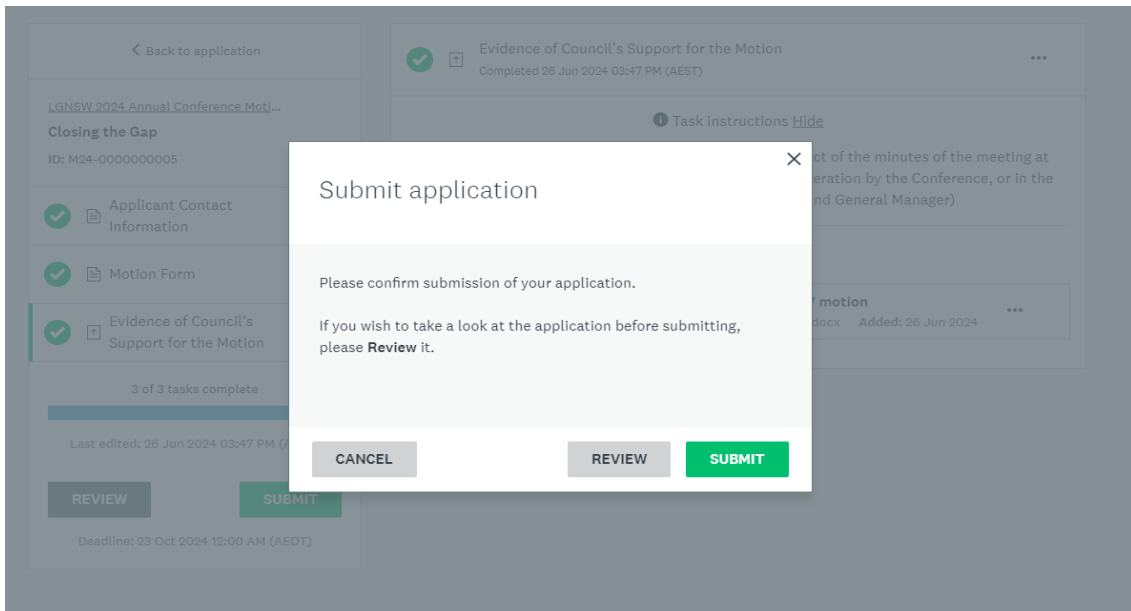 Back to application
LGNSW 2024 Annual Conference Moti...
Closing the Gap
ID: M24-0000000005
Applicant Contact
Information
Motion Form
Evidence of Council's
Support for the Motion
3 of 3 tasks complete
Last edited: 26 Jun 2024 03:47 PM (A
REVIEW
SUBMIT
Deadline: 23 Oct 2024 12:00 AM (AEDT)
Evidence of Council's Support for the Motion
Completed 26 Jun 2024 03:47 PM (AEST)
Task instructions Hide
ct of the minutes of the meeting at
eration by the Conference, or in the
nd General Manager)
motion
docx Added: 26 Jun 2024
Submit application
Please confirm submission of your application.
If you wish to take a look at the application before submitting,
please Review it.
CANCEL
REVIEW
SUBMIT